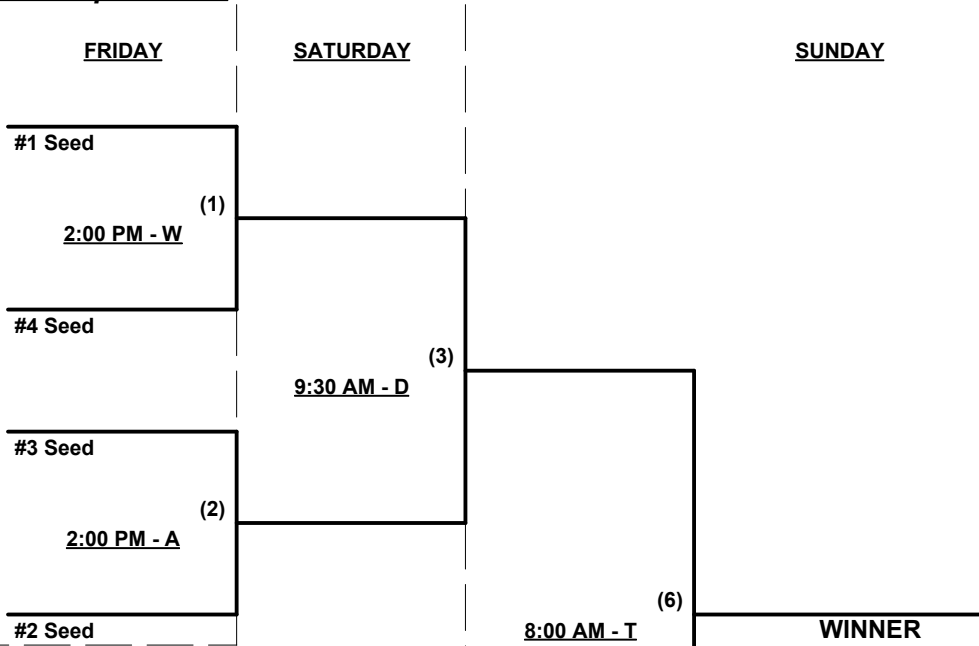 FRIDAY SATURDAY SUNDAY
#1 Seed
(1)
2:00 PM - W
#4 Seed
(3)
9:30 AM - D
#3 Seed
(2)
2:00 PM - A
(6)
#2 Seed 8:00 AM - T WINNER